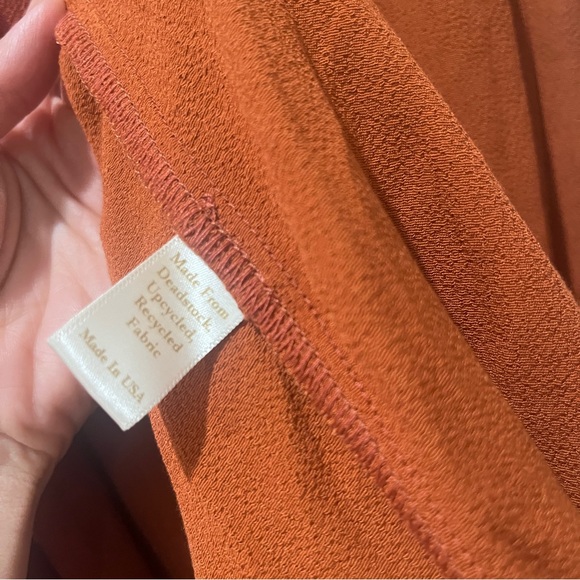 Made From
Deadstock,
Upcycled,
Recycled
Fabric
Made In USA